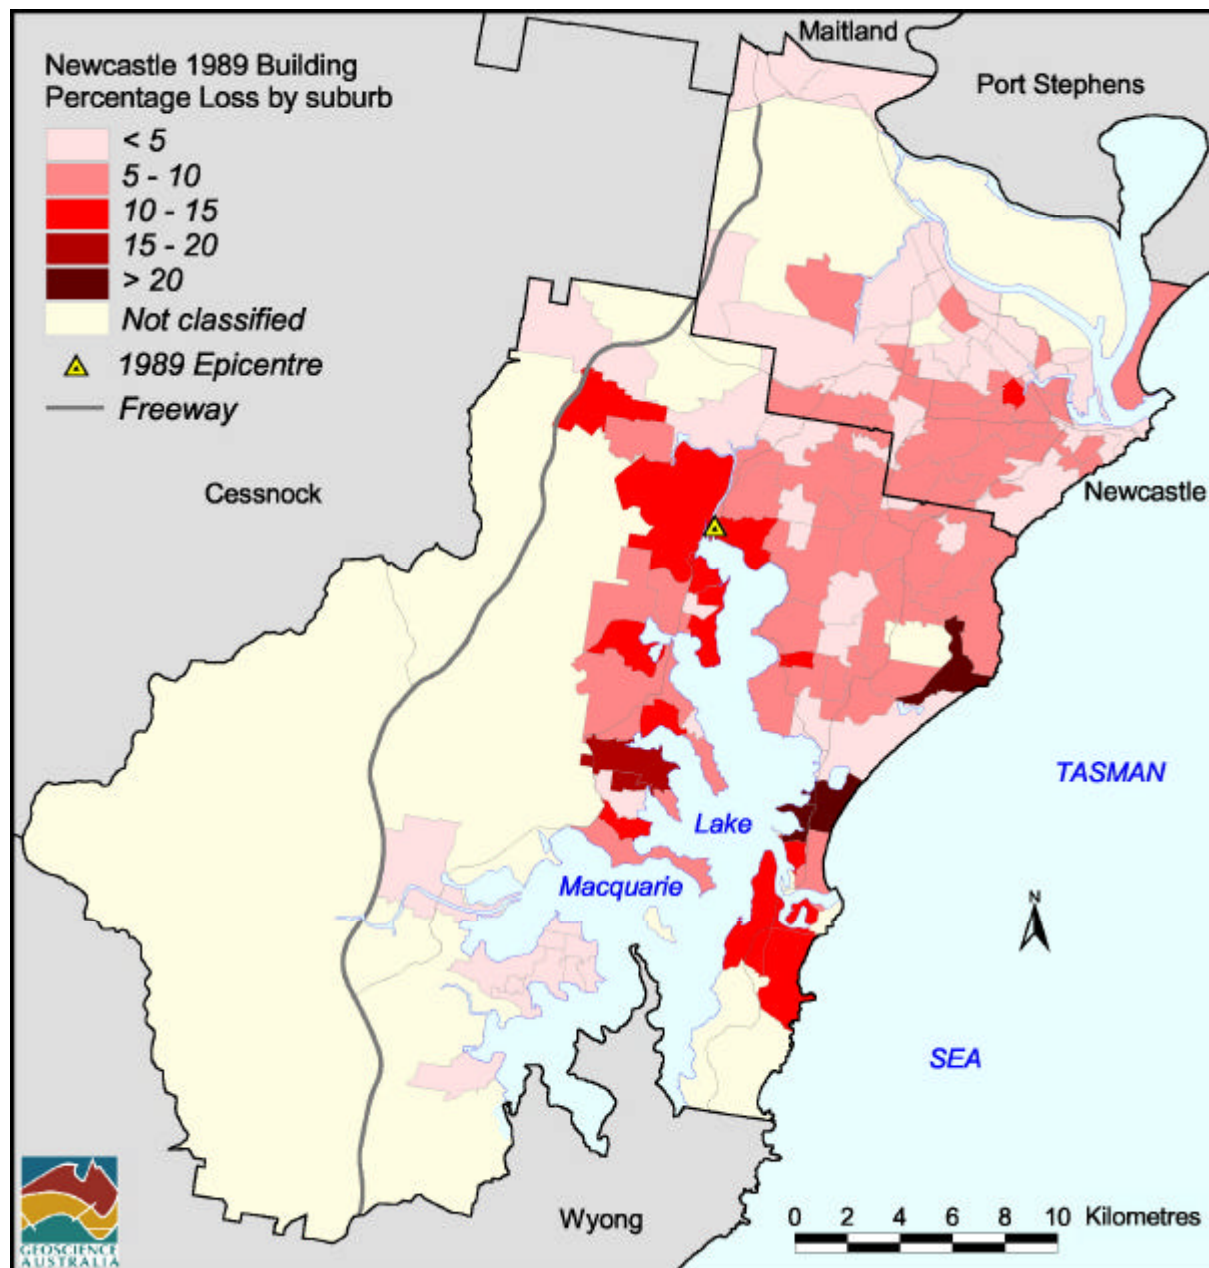 Maitland
Newcastle 1989 Building
Percentage Loss by suburb
Port Stephens
< 5
5 - 10
10 - 15
15 - 20
> 20
Not classified
1989 Epicentre
Freeway
Cessnock
Newcastle
TASMAN
Lake
Macquarie
N
SEA
Wyong
0 2 4 6 8 10 Kilometres
GEOSCIENCE
AUSTRALIA